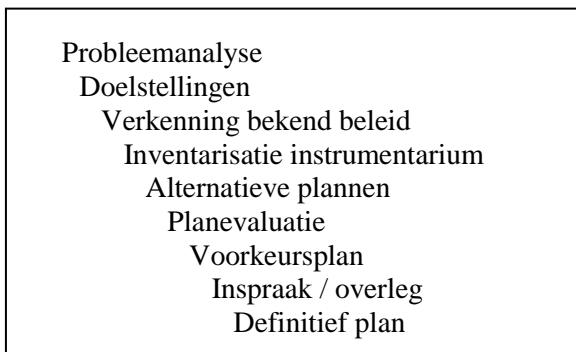 Probleemanalyse
Doelstellingen
Verkenning bekend beleid
Inventarisatie instrumentarium
Alternatieve plannen
Planevaluatie
Voorkeursplan
Inspraak / overleg
Definitief plan